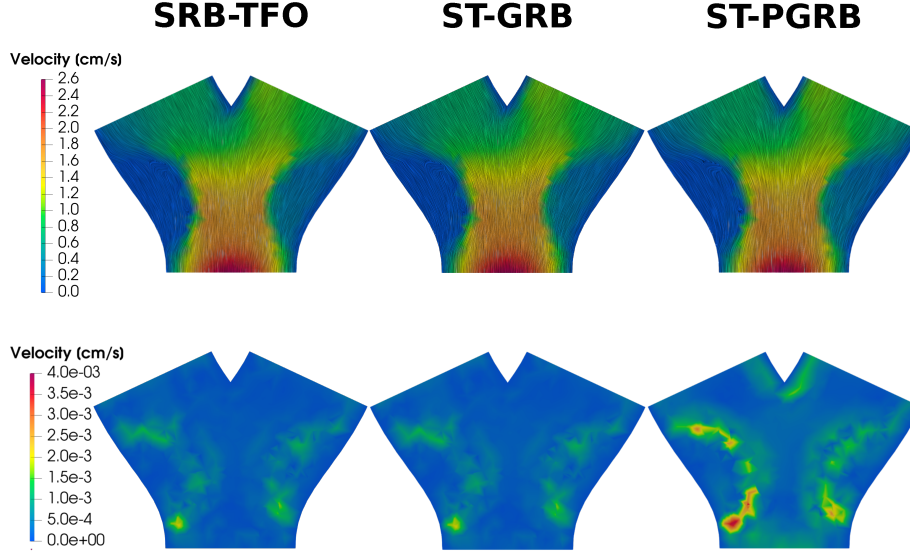 SRB-TFO ST-GRB ST-PGRB
Velocity (cm/s)
2.6
2.4
2.2
2.0
1.8
1.6
1.4
1.2
1.0
0.8
0.6
0.4
0.2
0.0
Velocity (cm/s)
4.0e-03
3.5e-3
3.0e-3
2.5e-3
2.0e-3
1.5e-3
1.0e-3
5.0e-4
0.0e+00